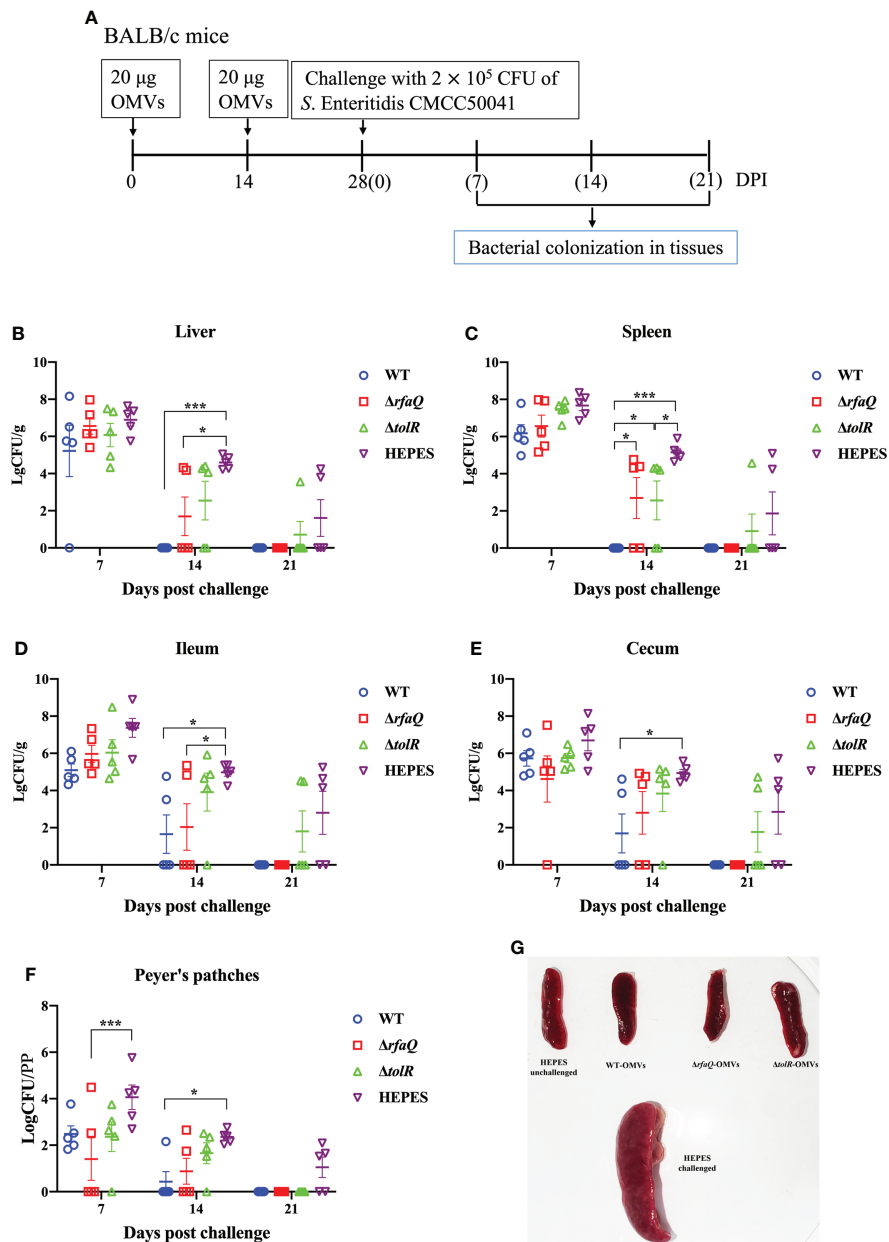 A
BALB/c mice
20 μg
OMVs
20 μg
OMVs
Challenge with 2 × 10⁵ CFU of
S. Enteritidis CMCC50041
0 14 28(0) (7) (14) (21) DPI
Bacterial colonization in tissues
B
Liver
LgCFU/g
10
8
6
4
2
0
***
*
7 14 21
Days post challenge
WT
ΔrfaQ
ΔtolR
HEPES
C
Spleen
LgCFU/g
10
8
6
4
2
0
***
* *
*
7 14 21
Days post challenge
WT
ΔrfaQ
ΔtolR
HEPES
D
Ileum
LgCFU/g
10
8
6
4
2
0
*
*
7 14 21
Days post challenge
WT
ΔrfaQ
ΔtolR
HEPES
E
Cecum
LgCFU/g
10
8
6
4
2
0
*
7 14 21
Days post challenge
WT
ΔrfaQ
ΔtolR
HEPES
F
Peyer's pathches
LogCFU/PP
8
6
4
2
0
***
*
7 14 21
Days post challenge
WT
ΔrfaQ
ΔtolR
HEPES
G
HEPES
unchallenged
WT-OMVs
ΔrfaQ-OMVs
ΔtolR-OMVs
HEPES
challenged